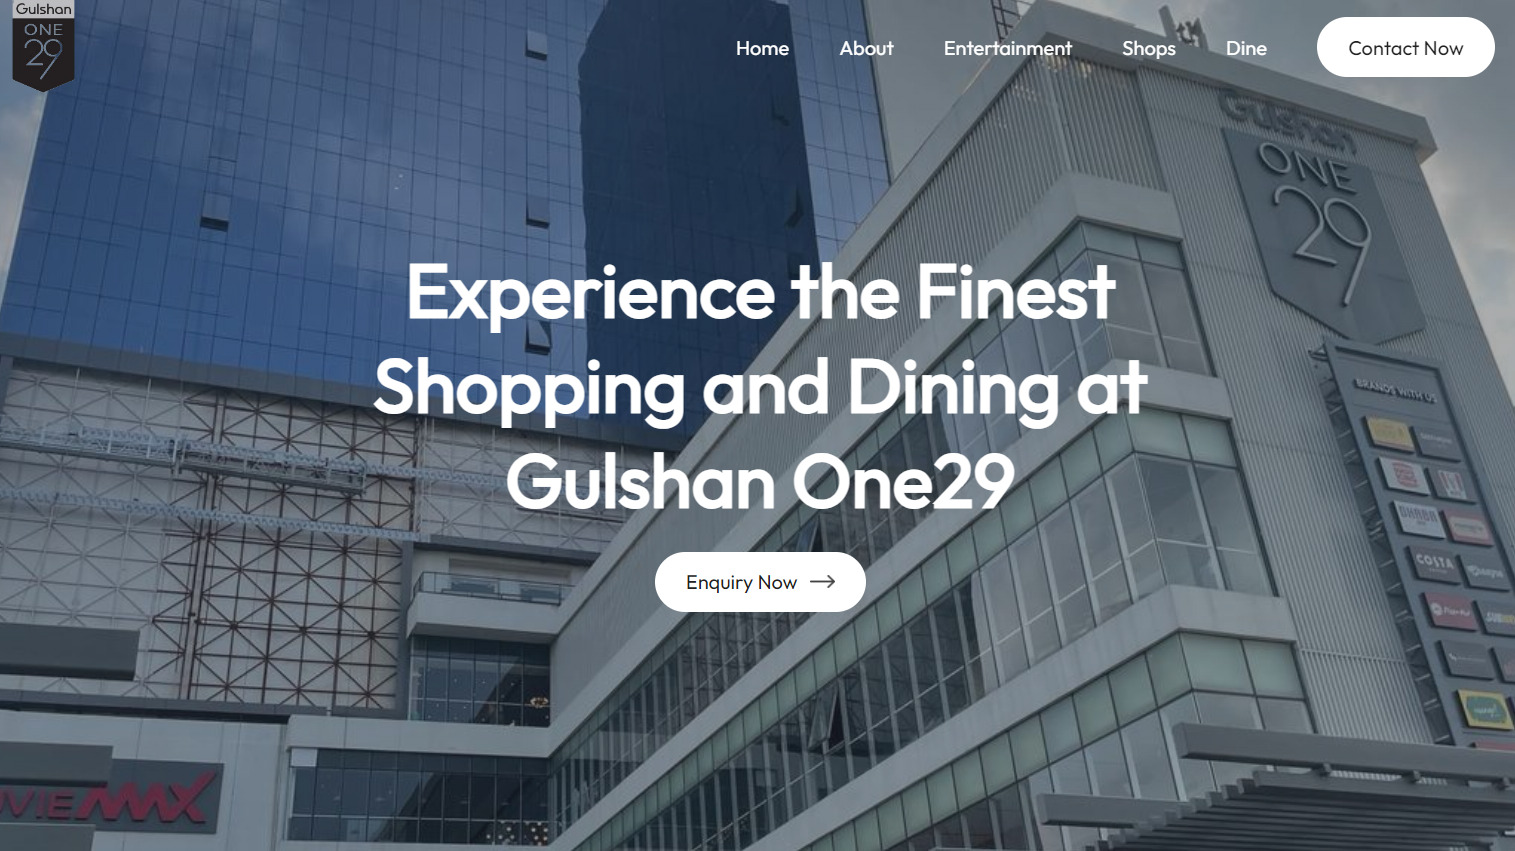 Gulshan
ONE
29
Home
About
Entertainment
Shops
Dine
Contact Now
Gulshan
ONE
29
Experience the Finest
Shopping and Dining at
Gulshan One29
Enquiry Now
BRANDS WITH US
DHABA
COSTA
VIEMAX